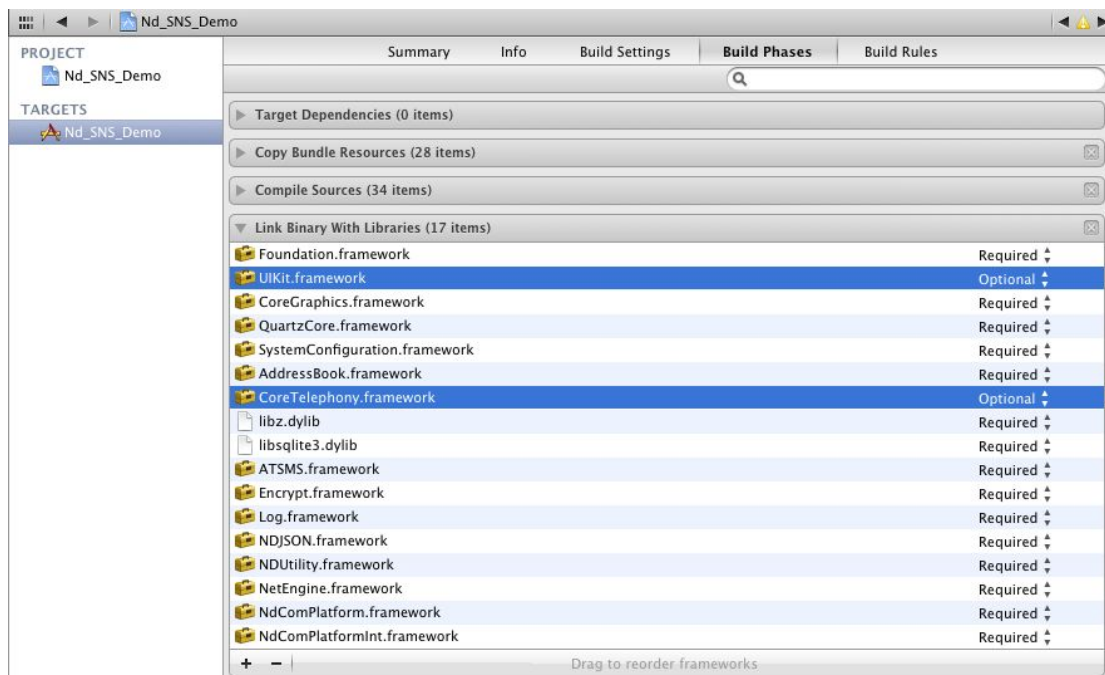 Nd_SNS_Demo
PROJECT
Nd_SNS_Demo
TARGETS
Nd_SNS_Demo
Summary Info Build Settings Build Phases Build Rules
Target Dependencies (0 items)
Copy Bundle Resources (28 items)
Compile Sources (34 items)
Link Binary With Libraries (17 items)
Foundation.framework Required
UIKit.framework Optional
CoreGraphics.framework Required
QuartzCore.framework Required
SystemConfiguration.framework Required
AddressBook.framework Required
CoreTelephony.framework Optional
libz.dylib Required
libsqlite3.dylib Required
ATSMS.framework Required
Encrypt.framework Required
Log.framework Required
NDJSON.framework Required
NDUtility.framework Required
NetEngine.framework Required
NdComPlatform.framework Required
NdComPlatformInt.framework Required
+ − Drag to reorder frameworks